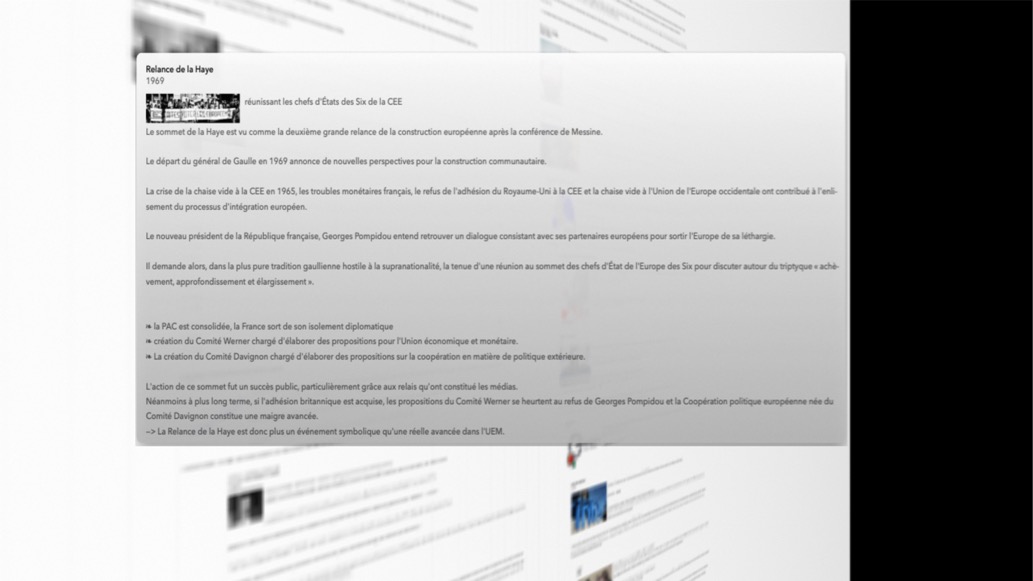 Relance de la Haye
1969
réunissant les chefs d'États des Six de la CEE
Le sommet de la Haye est vu comme la deuxième grande relance de la construction européenne après la conférence de Messine.
Le départ du général de Gaulle en 1969 annonce de nouvelles perspectives pour la construction communautaire.
La crise de la chaise vide à la CEE en 1965, les troubles monétaires français, le refus de l'adhésion du Royaume-Uni à la CEE et la chaise vide à l'Union de l'Europe occidentale ont contribué à l'enli-
sement du processus d'intégration européen.
Le nouveau président de la République française, Georges Pompidou entend retrouver un dialogue consistant avec ses partenaires européens pour sortir l'Europe de sa léthargie.
Il demande alors, dans la plus pure tradition gaullienne hostile à la supranationalité, la tenue d'une réunion au sommet des chefs d'État de l'Europe des Six pour discuter autour du triptyque « achè-
vement, approfondissement et élargissement ».
❧ la PAC est consolidée, la France sort de son isolement diplomatique
❧ création du Comité Werner chargé d'élaborer des propositions pour l'Union économique et monétaire.
❧ La création du Comité Davignon chargé d'élaborer des propositions sur la coopération en matière de politique extérieure.
L'action de ce sommet fut un succès public, particulièrement grâce aux relais qu'ont constitué les médias.
Néanmoins à plus long terme, si l'adhésion britannique est acquise, les propositions du Comité Werner se heurtent au refus de Georges Pompidou et la Coopération politique européenne née du
Comité Davignon constitue une maigre avancée.
–> La Relance de la Haye est donc plus un événement symbolique qu'une réelle avancée dans l'UEM.